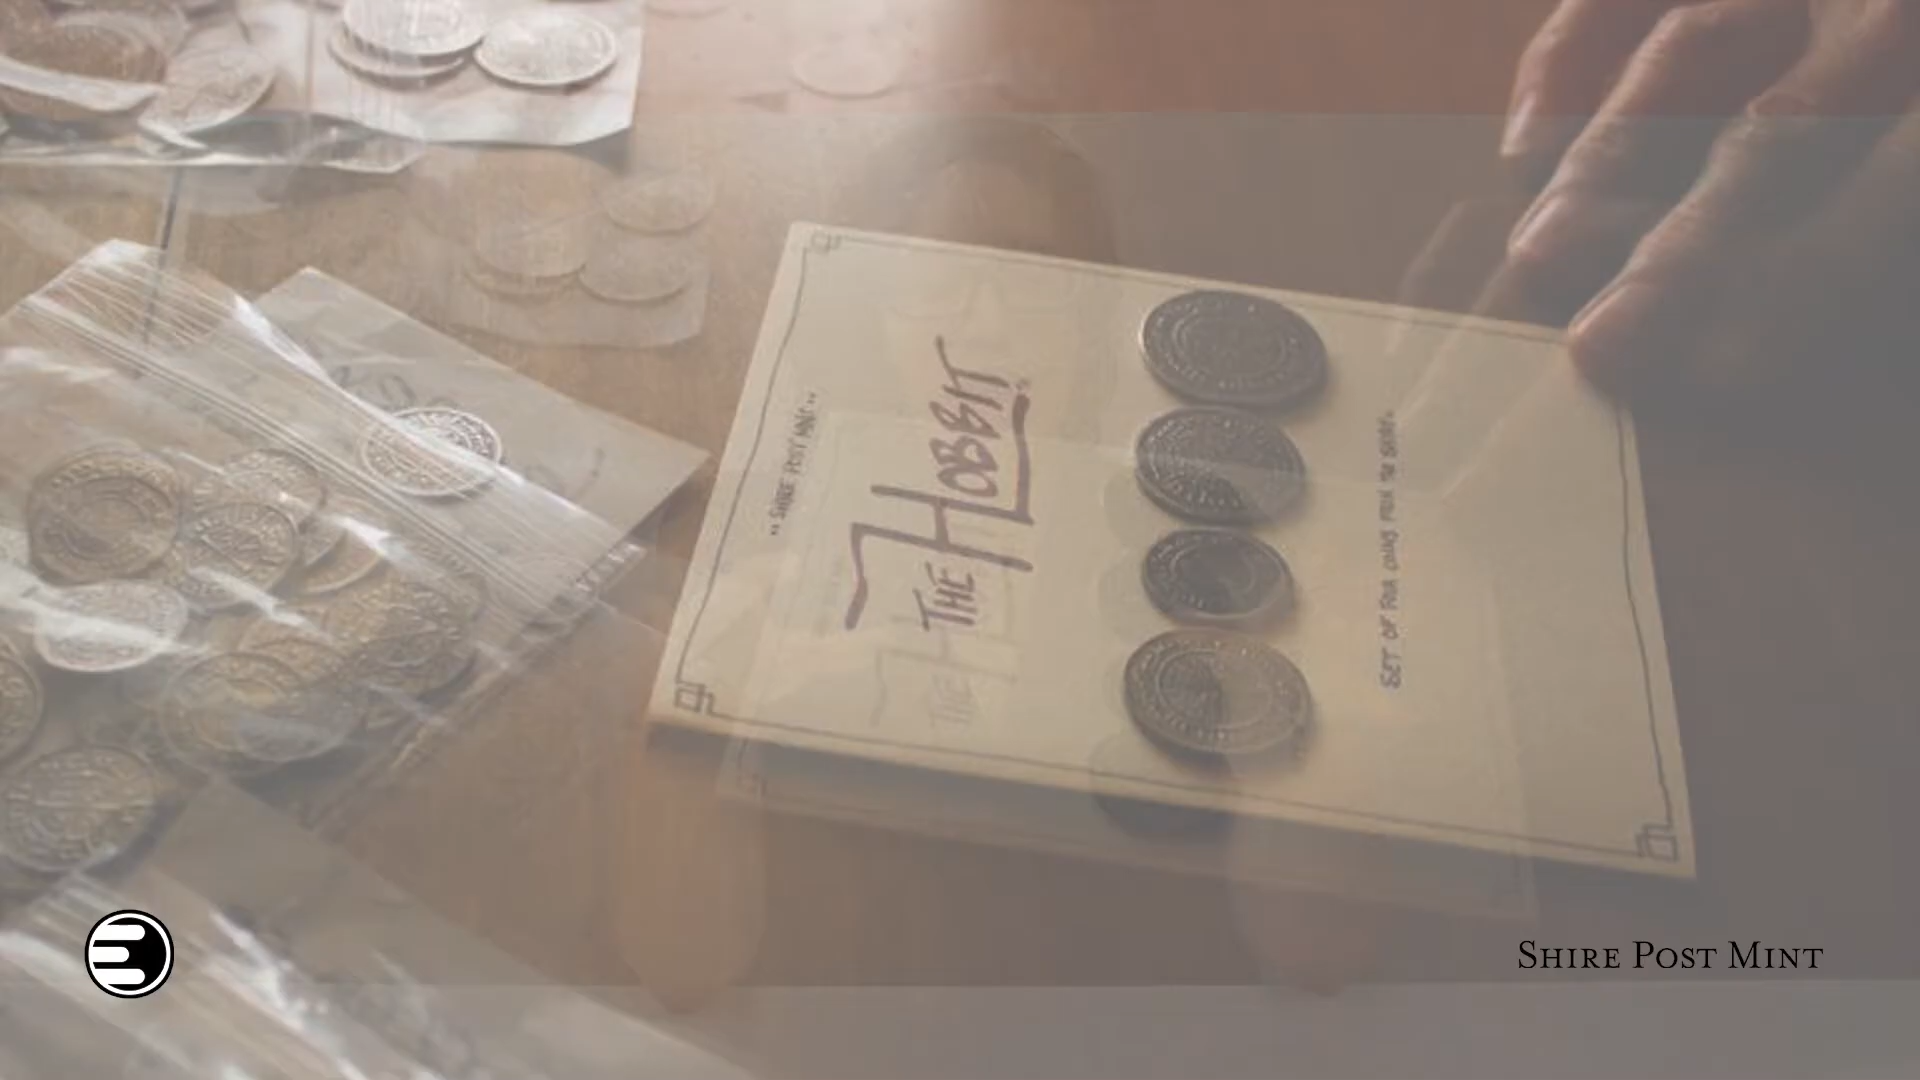 "SHIRE POST MINT"
THE HOBBIT
SET OF FOUR COINS FROM THE SHIRE
SHIRE POST MINT